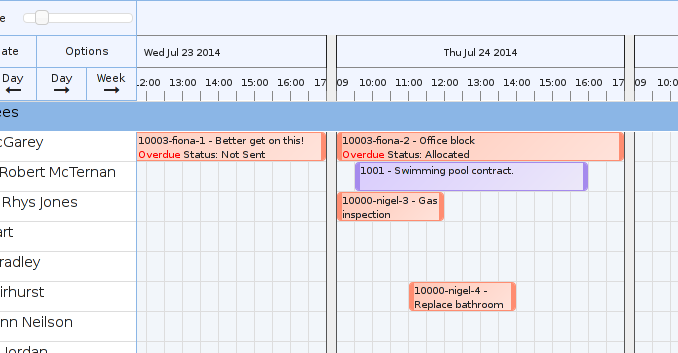 e
ate Options Wed Jul 23 2014 Thu Jul 24 2014
Day Day Week 12:00 13:00 14:00 15:00 16:00 17 09 10:00 11:00 12:00 13:00 14:00 15:00 16:00 17 09 10:0
ees
cGarey 10003-fiona-1 - Better get on this! 10003-fiona-2 - Office block
Overdue Status: Not Sent Overdue Status: Allocated
Robert McTernan 1001 - Swimming pool contract.
Rhys Jones 10000-nigel-3 - Gas
inspection
art
radley
irhurst 10000-nigel-4 -
Replace bathroom
nn Neilson
Jordan